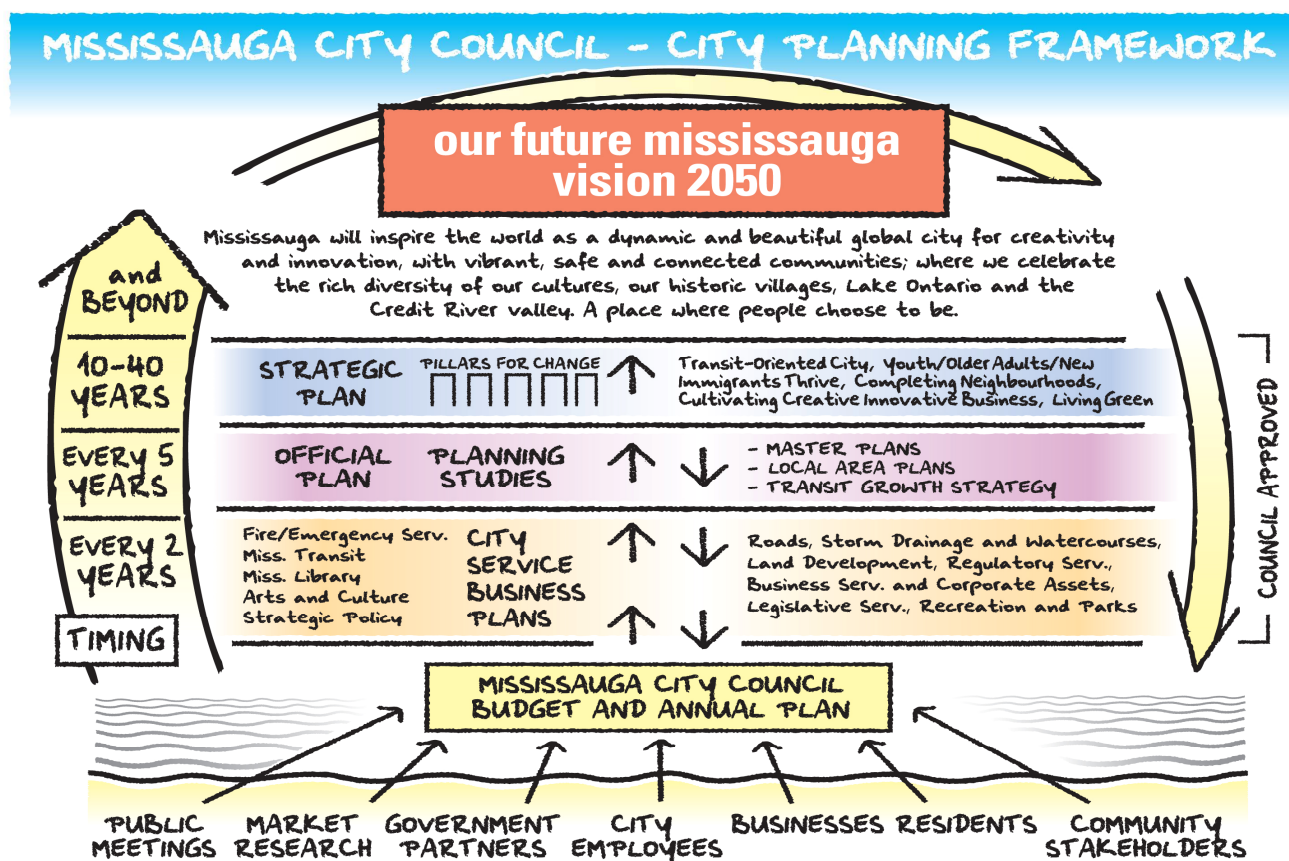 MISSISSAUGA CITY COUNCIL - CITY PLANNING FRAMEWORK
our future mississauga
vision 2050
Mississauga will inspire the world as a dynamic and beautiful global city for creativity
and innovation, with vibrant, safe and connected communities; where we celebrate
the rich diversity of our cultures, our historic villages, Lake Ontario and the
Credit River valley. A place where people choose to be.
and
BEYOND
10-40
YEARS
STRATEGIC
PLAN
PILLARS FOR CHANGE
Transit-Oriented City, Youth/Older Adults/New
Immigrants Thrive, Completing Neighbourhoods,
Cultivating Creative Innovative Business, Living Green
EVERY 5
YEARS
OFFICIAL
PLAN
PLANNING
STUDIES
- MASTER PLANS
- LOCAL AREA PLANS
- TRANSIT GROWTH STRATEGY
EVERY 2
YEARS
Fire/Emergency Serv.
Miss. Transit
Miss. Library
Arts and Culture
Strategic Policy
CITY
SERVICE
BUSINESS
PLANS
Roads, Storm Drainage and Watercourses,
Land Development, Regulatory Serv.,
Business Serv. and Corporate Assets,
Legislative Serv., Recreation and Parks
COUNCIL APPROVED
TIMING
MISSISSAUGA CITY COUNCIL
BUDGET AND ANNUAL PLAN
PUBLIC
MEETINGS
MARKET
RESEARCH
GOVERNMENT
PARTNERS
CITY
EMPLOYEES
BUSINESSES
RESIDENTS
COMMUNITY
STAKEHOLDERS